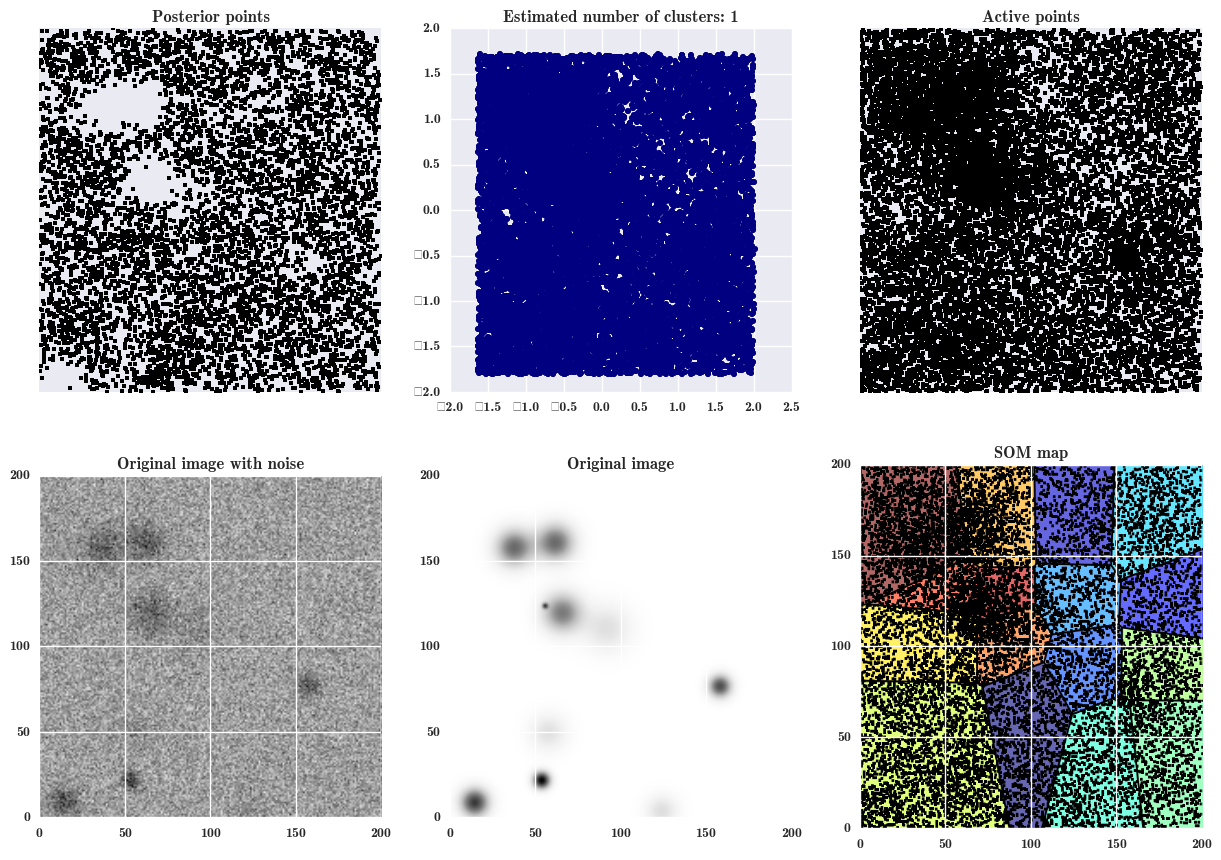 Posterior points
Estimated number of clusters: 1
Active points
2.0
1.5
1.0
0.5
0.0
□0.5
□1.0
□1.5
□2.0
□2.0 □1.5 □1.0 □0.5 0.0 0.5 1.0 1.5 2.0 2.5
Original image with noise
Original image
SOM map
200
150
100
50
0
0 50 100 150 200
200
150
100
50
0
0 50 100 150 200
200
150
100
50
0
0 50 100 150 200